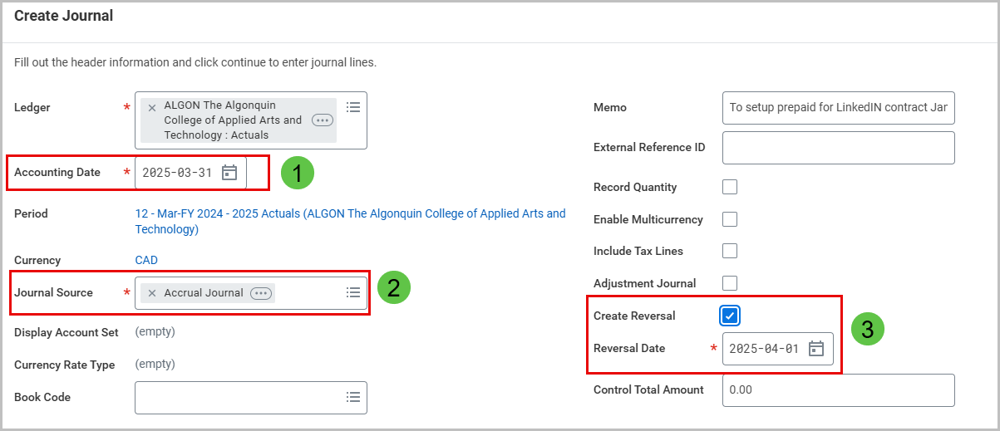 Create Journal
Fill out the header information and click continue to enter journal lines.
Ledger * × ALGON The Algonquin
College of Applied Arts and
Technology : Actuals
Accounting Date * 2025-03-31 1
Period 12 - Mar-FY 2024 - 2025 Actuals (ALGON The Algonquin College of Applied Arts and
Technology)
Currency CAD
Journal Source * × Accrual Journal 2
Display Account Set (empty)
Currency Rate Type (empty)
Book Code
Memo To setup prepaid for LinkedIN contract Jan
External Reference ID
Record Quantity
Enable Multicurrency
Include Tax Lines
Adjustment Journal
Create Reversal
3
Reversal Date * 2025-04-01
Control Total Amount 0.00